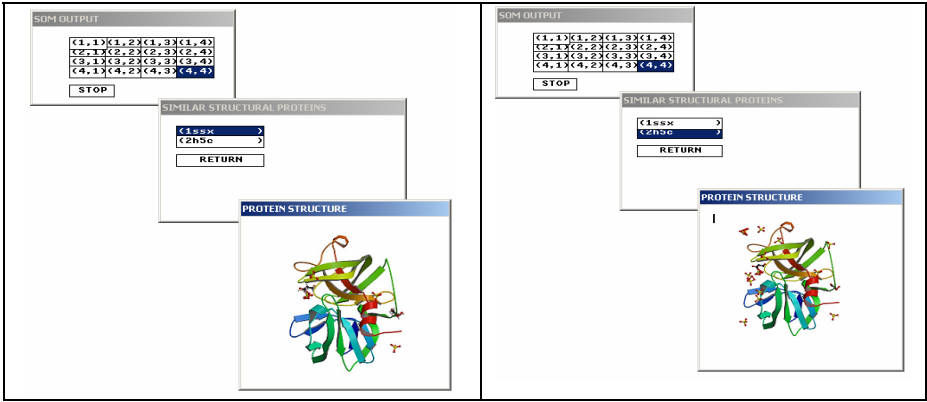 SOM OUTPUT
(1,1) (1,2) (1,3) (1,4)
(2,1) (2,2) (2,3) (2,4)
(3,1) (3,2) (3,3) (3,4)
(4,1) (4,2) (4,3) (4,4)
STOP
SIMILAR STRUCTURAL PROTEINS
(1ssx )
(2h5c )
RETURN
PROTEIN STRUCTURE
SOM OUTPUT
(1,1) (1,2) (1,3) (1,4)
(2,1) (2,2) (2,3) (2,4)
(3,1) (3,2) (3,3) (3,4)
(4,1) (4,2) (4,3) (4,4)
STOP
SIMILAR STRUCTURAL PROTEINS
(1ssx )
(2h5c )
RETURN
PROTEIN STRUCTURE